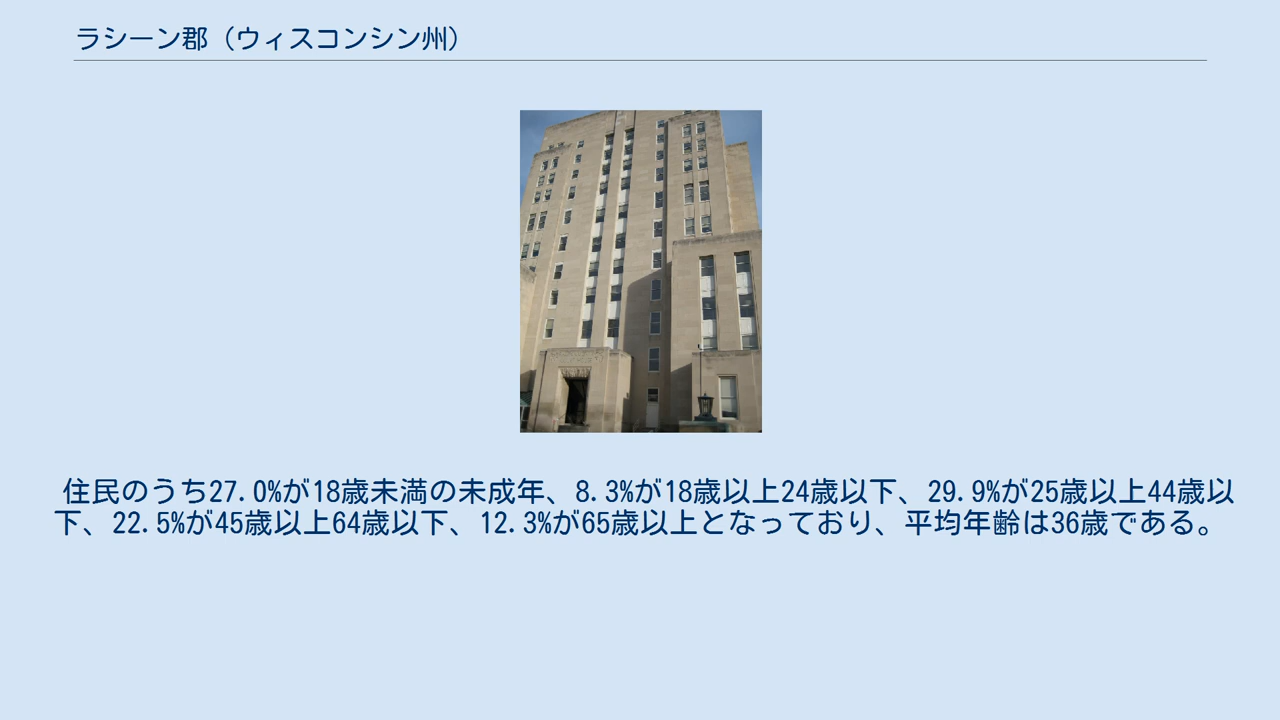 ラシーン郡（ウィスコンシン州）
住民のうち27.0%が18歳未満の未成年、8.3%が18歳以上24歳以下、29.9%が25歳以上44歳以
下、22.5%が45歳以上64歳以下、12.3%が65歳以上となっており、平均年齢は36歳である。